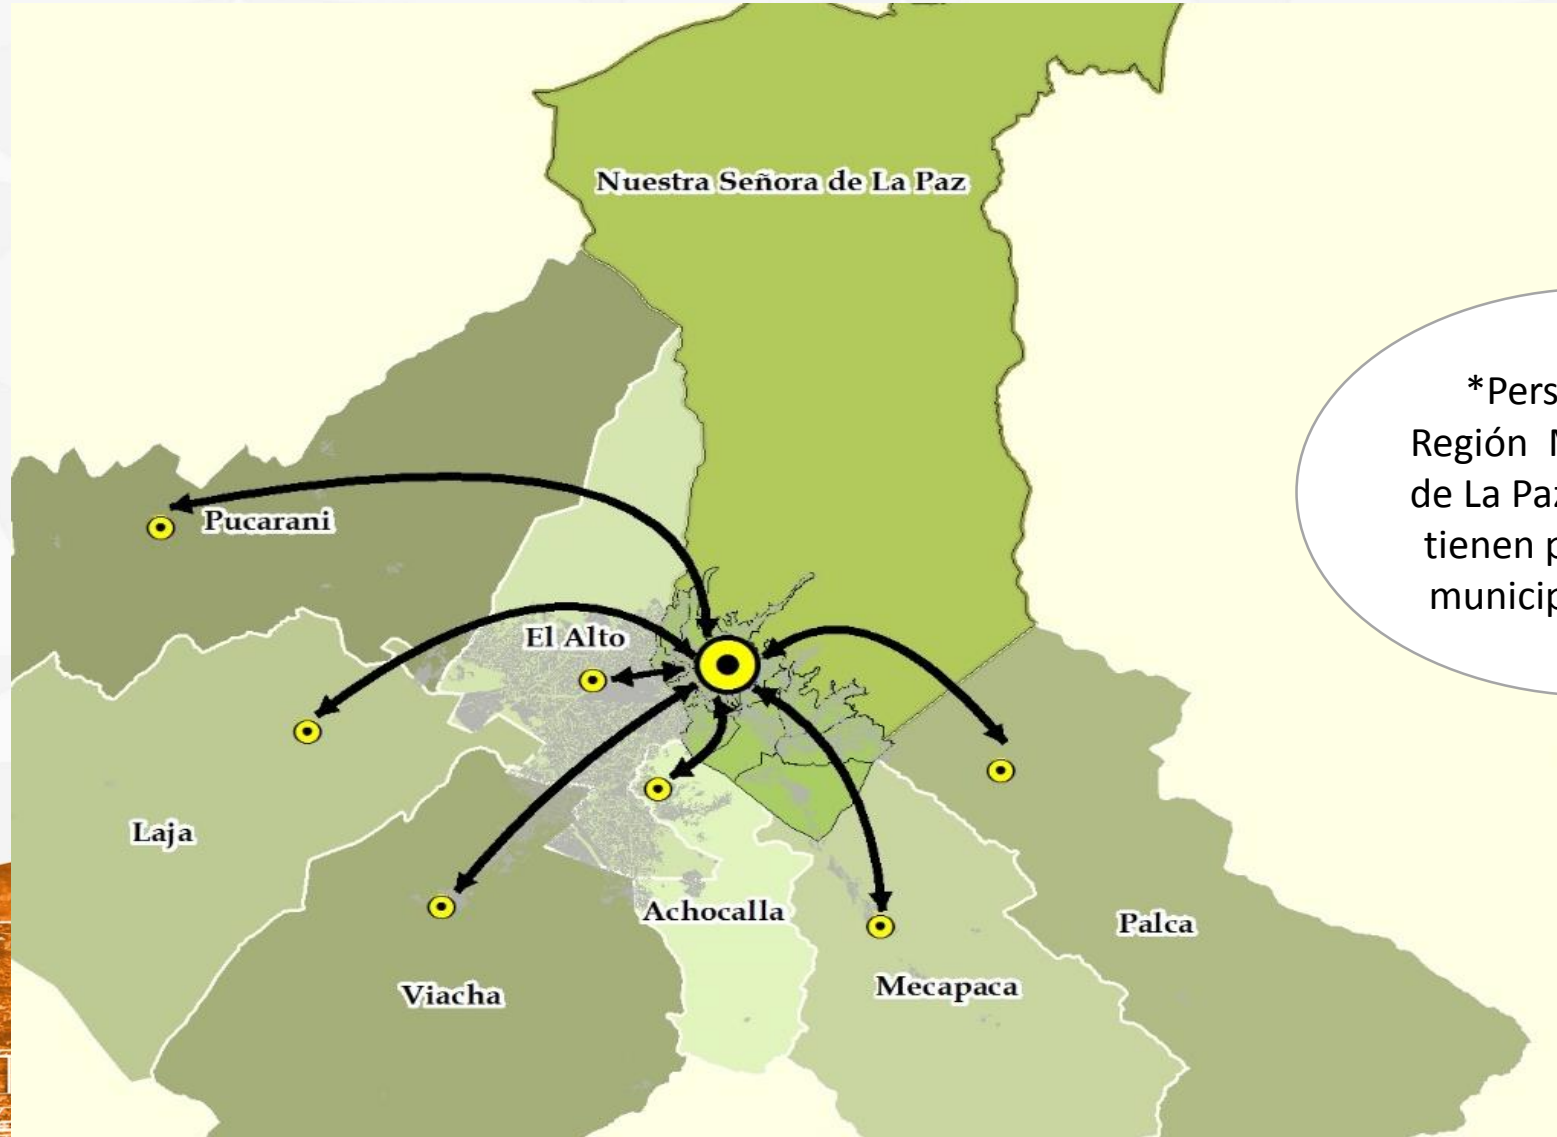 Nuestra Señora de La Paz
Pucarani
El Alto
Laja
Achocalla
Viacha
Mecapaca
Palca
*Pers
Región
de La Paz
tienen
municip